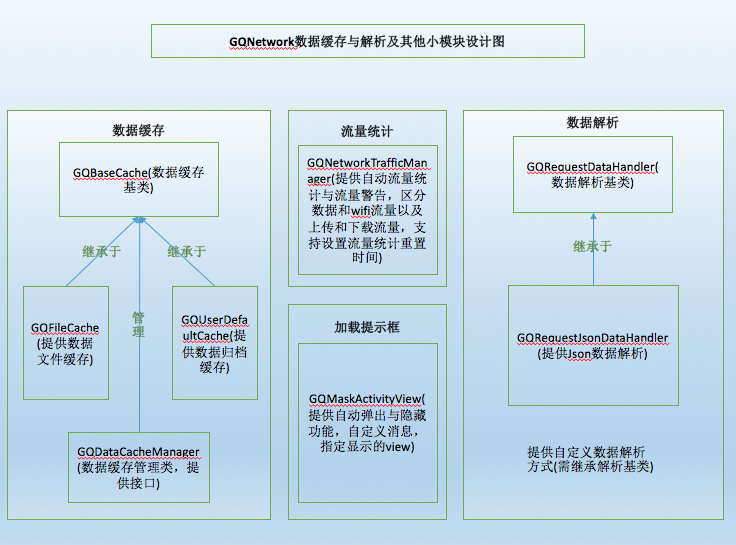 GQNetwork数据缓存与解析及其他小模块设计图
数据缓存
GQBaseCache(数据缓存
基类)
继承于
继承于
管
理
GQFileCache
(提供数据
文件缓存)
GQUserDefa
ultCache(提
供数据归档
缓存)
GQDataCacheManager
(数据缓存管理类，提
供接口)
流量统计
GQNetworkTrafficMan
ager(提供自动流量统
计与流量警告，区分
数据和wifi流量以及
上传和下载流量，支
持设置流量统计重置
时间)
加载提示框
GQMaskActivityView(
提供自动弹出与隐藏
功能，自定义消息，
指定显示的view)
数据解析
GQRequestDataHandler(
数据解析基类)
继承于
GQRequestJsonDataHandler
(提供Json数据解析)
提供自定义数据解析
方式(需继承解析基类)